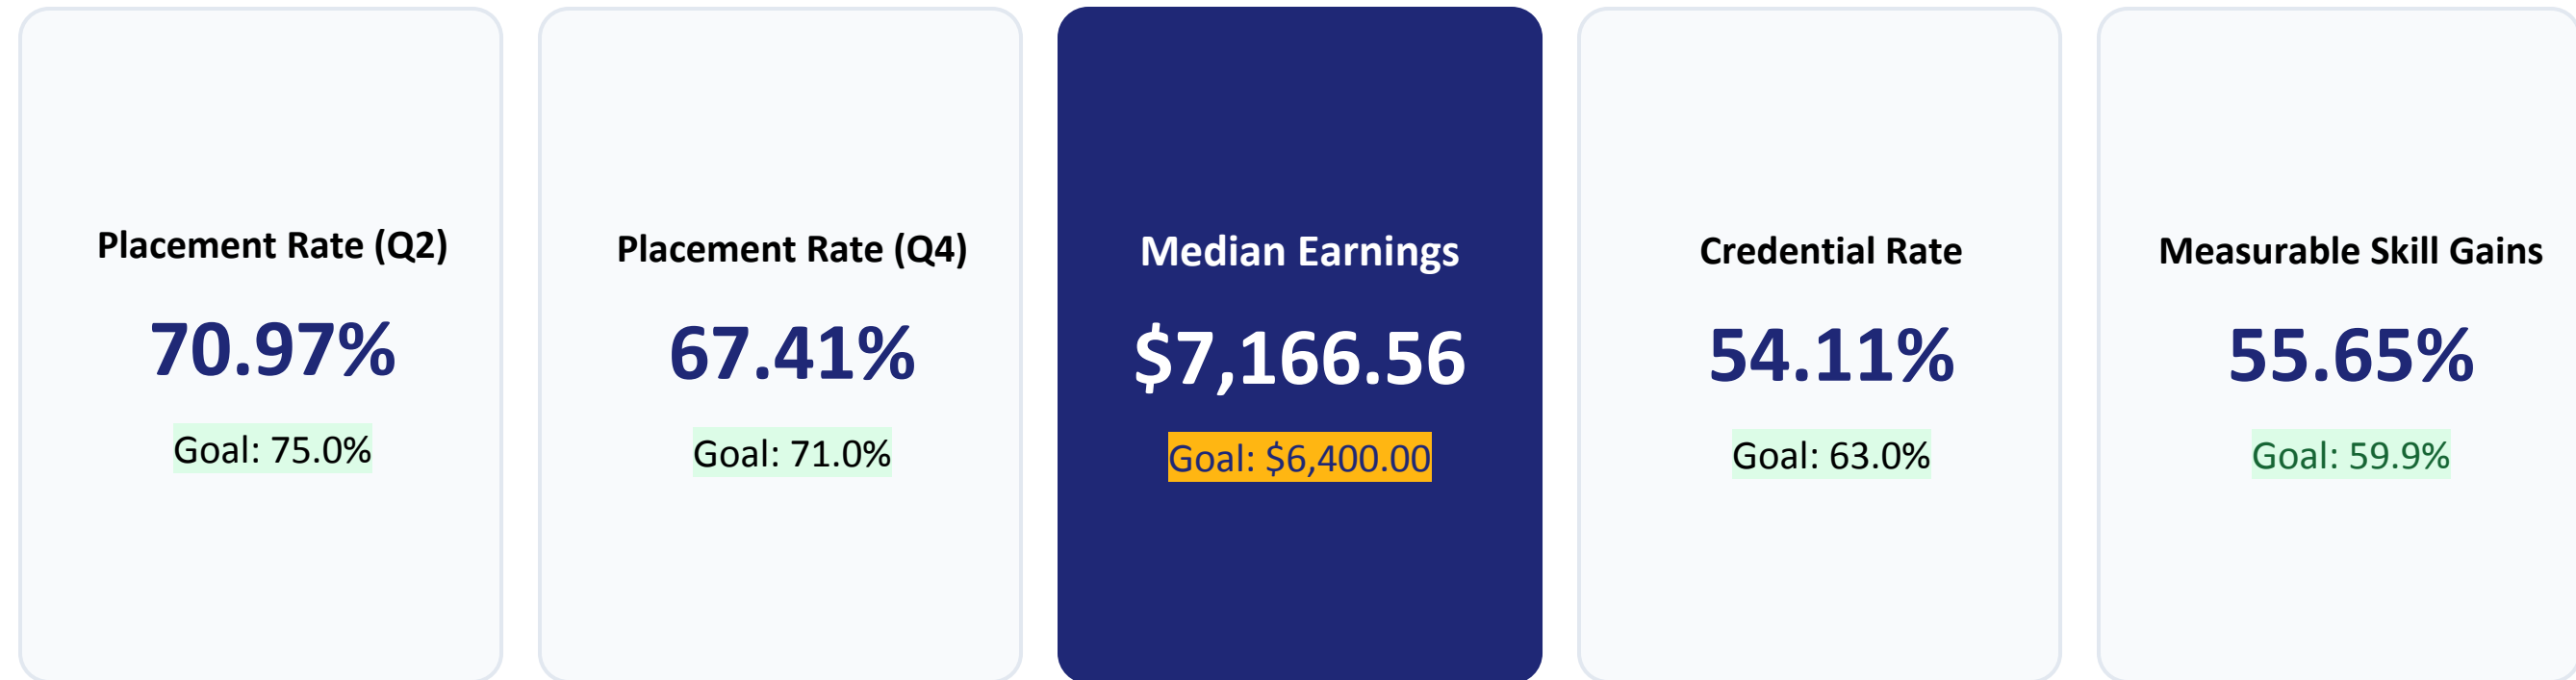 Placement Rate (Q2)
70.97%
Goal: 75.0%
Placement Rate (Q4)
67.41%
Goal: 71.0%
Median Earnings
$7,166.56
Goal: $6,400.00
Credential Rate
54.11%
Goal: 63.0%
Measurable Skill Gains
55.65%
Goal: 59.9%